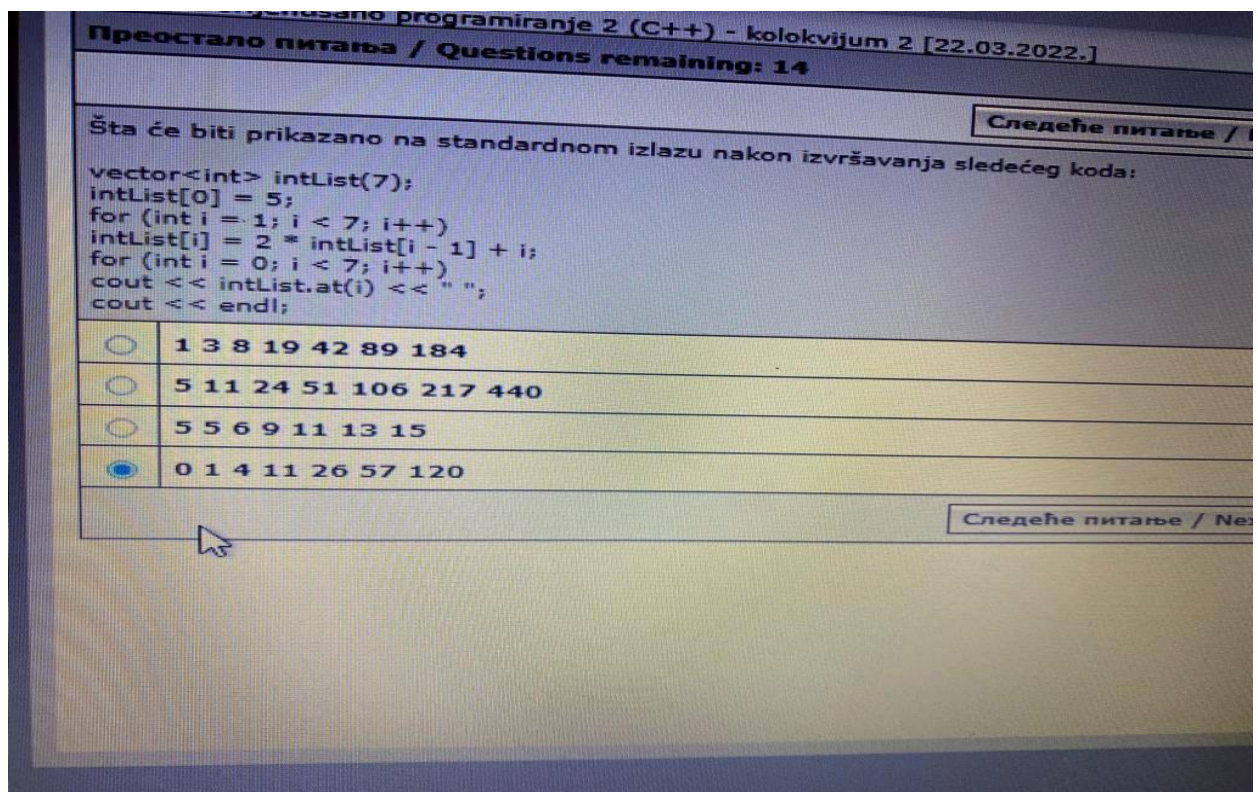 programiranje 2 (C++) - kolokvijum 2 [22.03.2022.]
Преостало питања / Questions remaining: 14
Следеће питање /
Šta će biti prikazano na standardnom izlazu nakon izvršavanja sledećeg koda:
vector<int> intList(7);
intList[0] = 5;
for (int i = 1; i < 7; i++)
intList[i] = 2 * intList[i - 1] + i;
for (int i = 0; i < 7; i++)
cout << intList.at(i) << " ";
cout << endl;
1 3 8 19 42 89 184
5 11 24 51 106 217 440
5 5 6 9 11 13 15
0 1 4 11 26 57 120
Следеће питање /